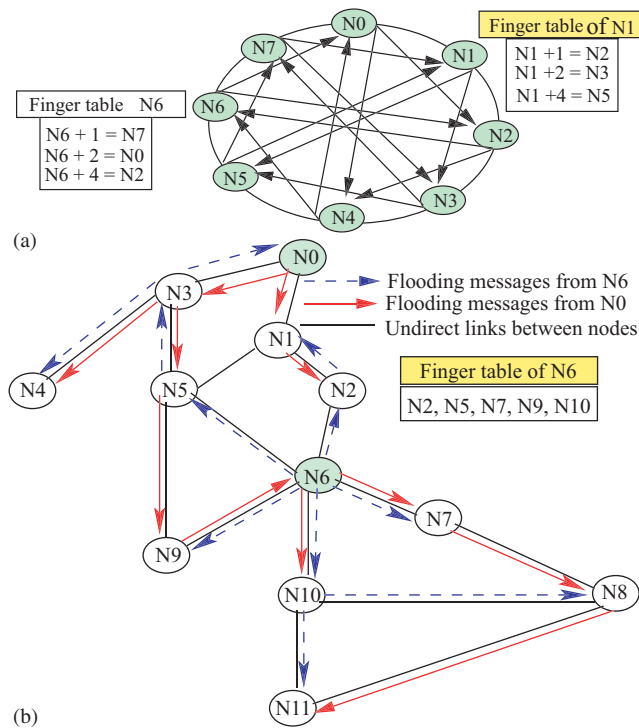 N0
Finger table of N1
N7
N1
N1 +1 = N2
N1 +2 = N3
N1 +4 = N5
Finger table N6
N6
N6 + 1 = N7
N6 + 2 = N0
N6 + 4 = N2
N2
N5
N3
N4
(a)
N0
N3
Flooding messages from N6
Flooding messages from N0
Undirect links between nodes
N1
N4
N5
N2
Finger table of N6
N2, N5, N7, N9, N10
N6
N7
N9
N10
N8
N11
(b)